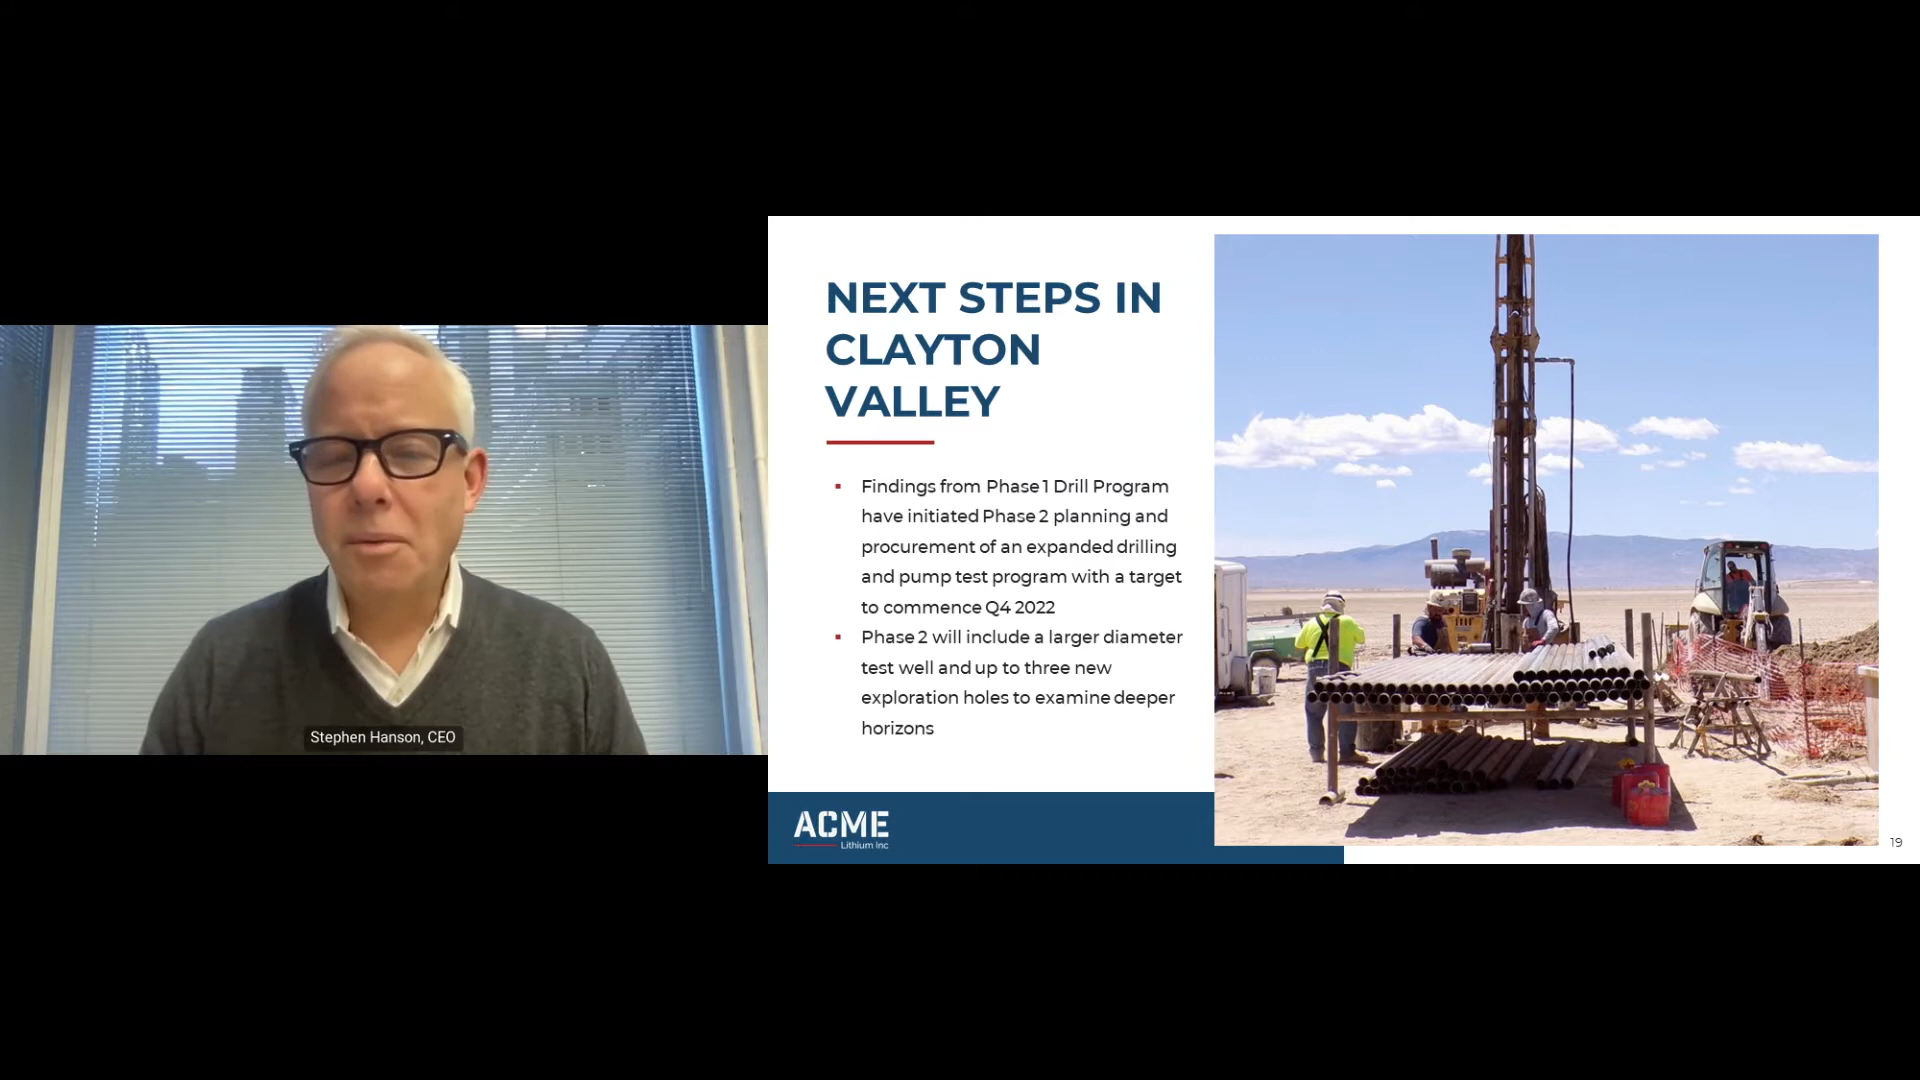 Stephen Hanson, CEO
NEXT STEPS IN
CLAYTON
VALLEY
▪ Findings from Phase 1 Drill Program
have initiated Phase 2 planning and
procurement of an expanded drilling
and pump test program with a target
to commence Q4 2022
▪ Phase 2 will include a larger diameter
test well and up to three new
exploration holes to examine deeper
horizons
ACME
Lithium Inc
19